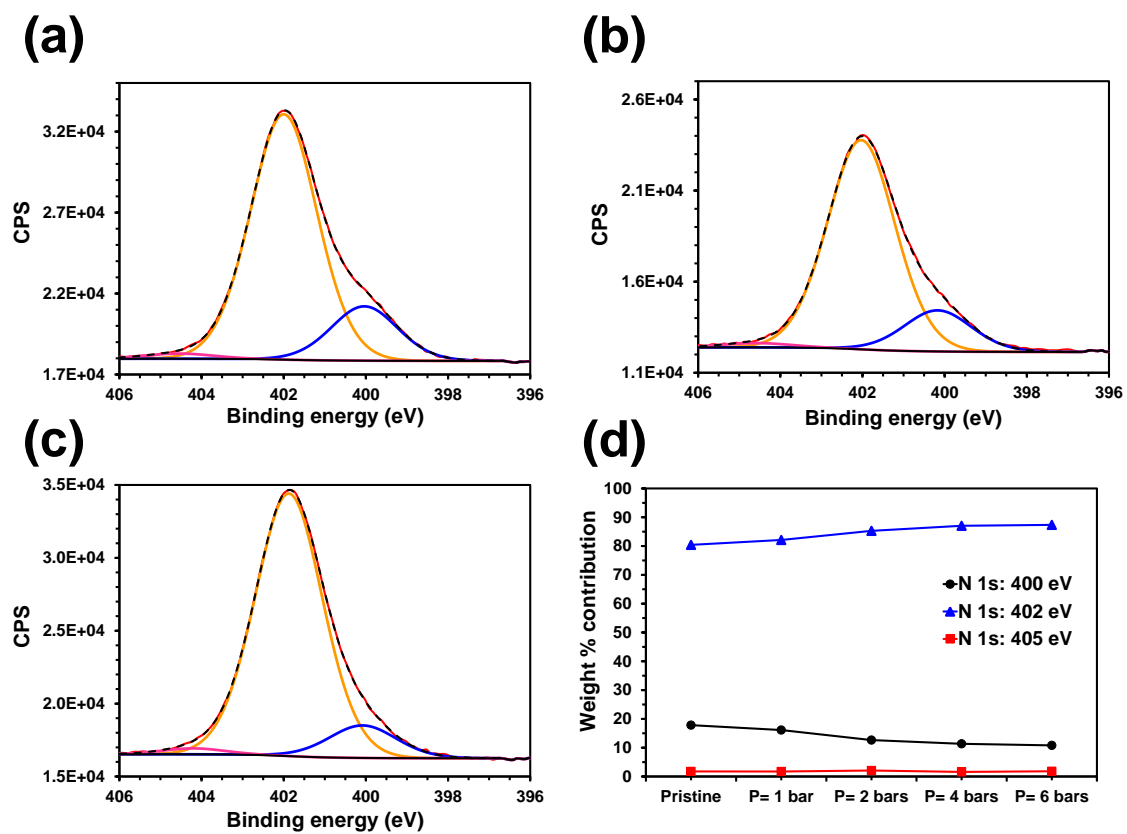 (a)
3.2E+04
2.7E+04
2.2E+04
1.7E+04
CPS
406 404 402 400 398 396
Binding energy (eV)
(b)
2.6E+04
2.1E+04
1.6E+04
1.1E+04
CPS
406 404 402 400 398 396
Binding energy (eV)
(c)
3.5E+04
3.0E+04
2.5E+04
2.0E+04
1.5E+04
CPS
406 404 402 400 398 396
Binding energy (eV)
(d)
100
90
80
70
60
50
40
30
20
10
0
Weight % contribution
N 1s: 400 eV
N 1s: 402 eV
N 1s: 405 eV
Pristine P= 1 bar P= 2 bars P= 4 bars P= 6 bars